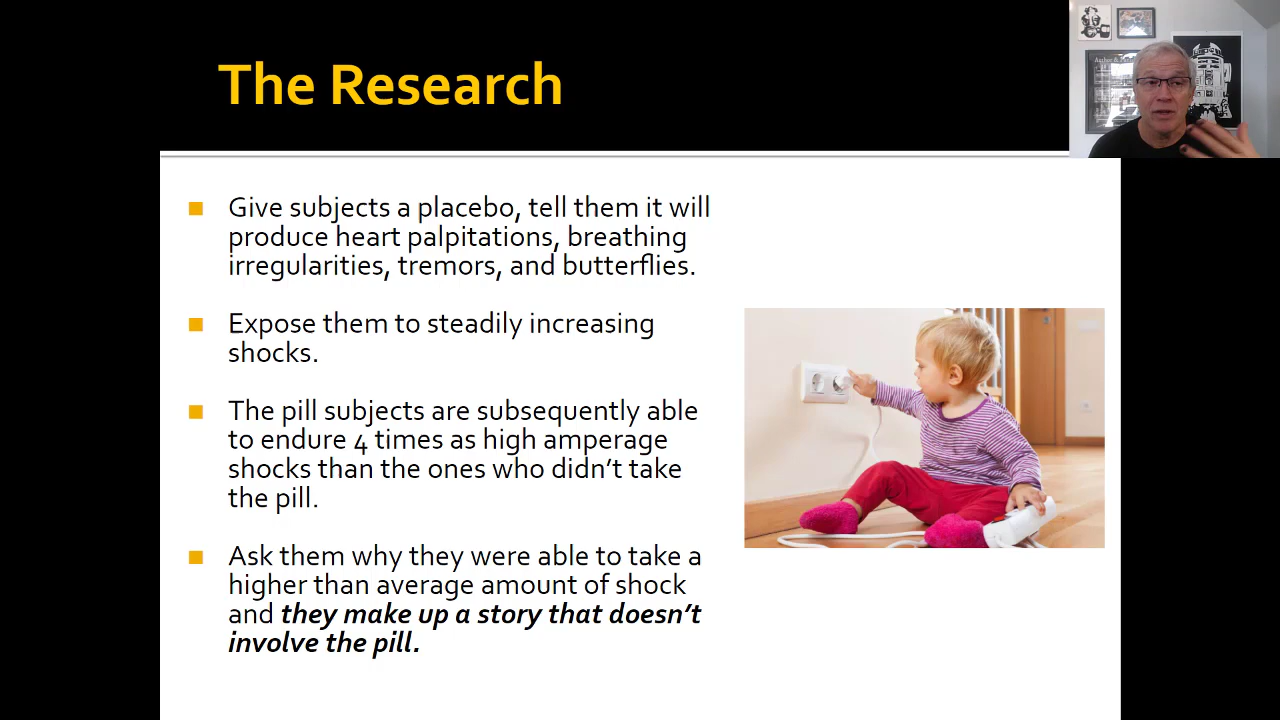 The Research
Give subjects a placebo, tell them it will
produce heart palpitations, breathing
irregularities, tremors, and butterflies.
Expose them to steadily increasing
shocks.
The pill subjects are subsequently able
to endure 4 times as high amperage
shocks than the ones who didn't take
the pill.
Ask them why they were able to take a
higher than average amount of shock
and they make up a story that doesn't
involve the pill.